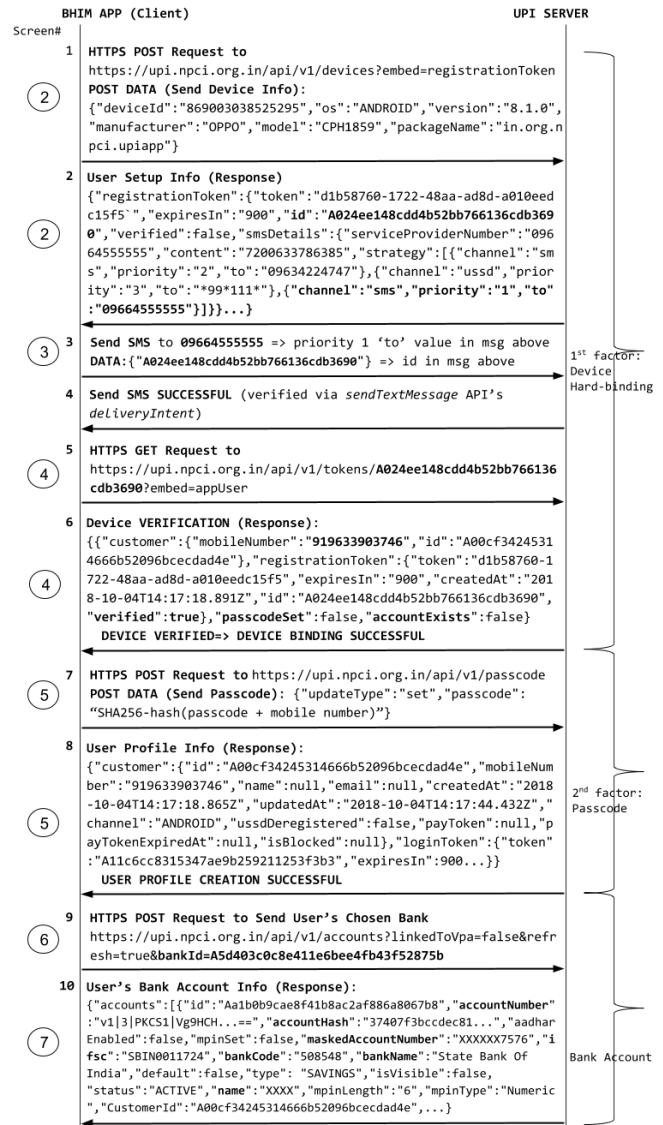 BHIM APP (Client) UPI SERVER
Screen#
1 HTTPS POST Request to
https://upi.npci.org.in/api/v1/devices?embed=registrationToken
POST DATA (Send Device Info):
2
{"deviceId":"869003038525295","os":"ANDROID","version":"8.1.0",
"manufacturer":"OPPO","model":"CPH1859","packageName":"in.org.n
pci.upiapp"}
2 User Setup Info (Response)
{"registrationToken":{"token":"d1b58760-1722-48aa-ad8d-a010eed
c15f5`","expiresIn":"900","id":"A024ee148cdd4b52bb766136cdb369
2
0","verified":false,"smsDetails":{"serviceProviderNumber":"096
64555555","content":"7200633786385","strategy":[{"channel":"sm
s","priority":"2","to":"09634224747"},{"channel":"ussd","prior
ity":"3","to":"*99*111*"},{"channel":"sms","priority":"1","to"
:"09664555555"}]}}...}
3 Send SMS to 09664555555 => priority 1 ‘to’ value in msg above
3
DATA:{"A024ee148cdd4b52bb766136cdb3690"} => id in msg above
1st factor:
Device
Hard-binding
4 Send SMS SUCCESSFUL (verified via sendTextMessage API’s
deliveryIntent)
5 HTTPS GET Request to
4
https://upi.npci.org.in/api/v1/tokens/A024ee148cdd4b52bb766136
cdb3690?embed=appUser
6 Device VERIFICATION (Response):
{{"customer":{"mobileNumber":"919633903746","id":"A00cf3424531
4666b52096bcecdad4e"},"registrationToken":{"token":"d1b58760-1
4
722-48aa-ad8d-a010eedc15f5","expiresIn":"900","createdAt":"201
8-10-04T14:17:18.891Z","id":"A024ee148cdd4b52bb766136cdb3690",
"verified":true},"passcodeSet":false,"accountExists":false}
DEVICE VERIFIED=> DEVICE BINDING SUCCESSFUL
7 HTTPS POST Request to https://upi.npci.org.in/api/v1/passcode
5
POST DATA (Send Passcode): {"updateType":"set","passcode":
“SHA256-hash(passcode + mobile number)”}
8 User Profile Info (Response):
{"customer":{"id":"A00cf34245314666b52096bcecdad4e","mobileNum
ber":"919633903746","name":null,"email":null,"createdAt":"2018
-10-04T14:17:18.865Z","updatedAt":"2018-10-04T14:17:44.432Z","
5
channel":"ANDROID","ussdDeregistered":false,"payToken":null,"p
ayTokenExpiredAt":null,"isBlocked":null},"loginToken":{"token"
:"A11c6cc8315347ae9b259211253f3b3","expiresIn":900...}}
USER PROFILE CREATION SUCCESSFUL
2nd factor:
Passcode
9 HTTPS POST Request to Send User’s Chosen Bank
6
https://upi.npci.org.in/api/v1/accounts?linkedToVpa=false&refr
esh=true&bankId=A5d403c0c8e411e6bee4fb43f52875b
10 User's Bank Account Info (Response):
{"accounts":[{"id":"Aa1b0b9cae8f41b8ac2af886a8067b8","accountNumber"
:"v1|3|PKCS1|Vg9HCH...==","accountHash":"37407f3bccdec81...","aadhar
Enabled":false,"mpinSet":false,"maskedAccountNumber":"XXXXXX7576","i
7
fsc":"SBIN0011724","bankCode":"508548","bankName":"State Bank Of
India","default":false,"type": "SAVINGS","isVisible":false,
"status":"ACTIVE","name":"XXXX","mpinLength":"6","mpinType":"Numeric
","CustomerId":"A00cf34245314666b52096bcecdad4e",...}
Bank Account